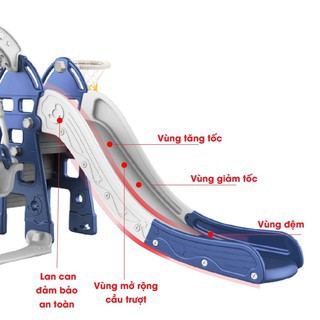 Vùng tăng tốc
Vùng giảm tốc
Vùng đệm
Lan can
đảm bảo
an toàn
Vùng mở rộng
cầu trượt